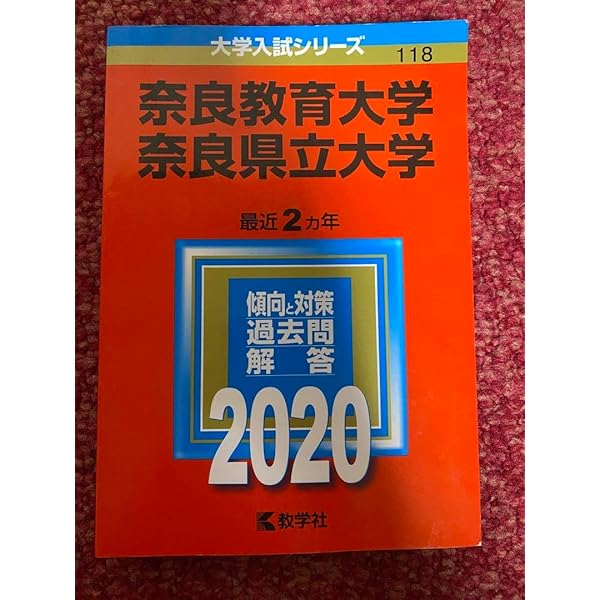 大学入試シリーズ
118
奈良教育大学
奈良県立大学
最近2ヵ年
傾向と対策
過去問
解答
2020
教学社